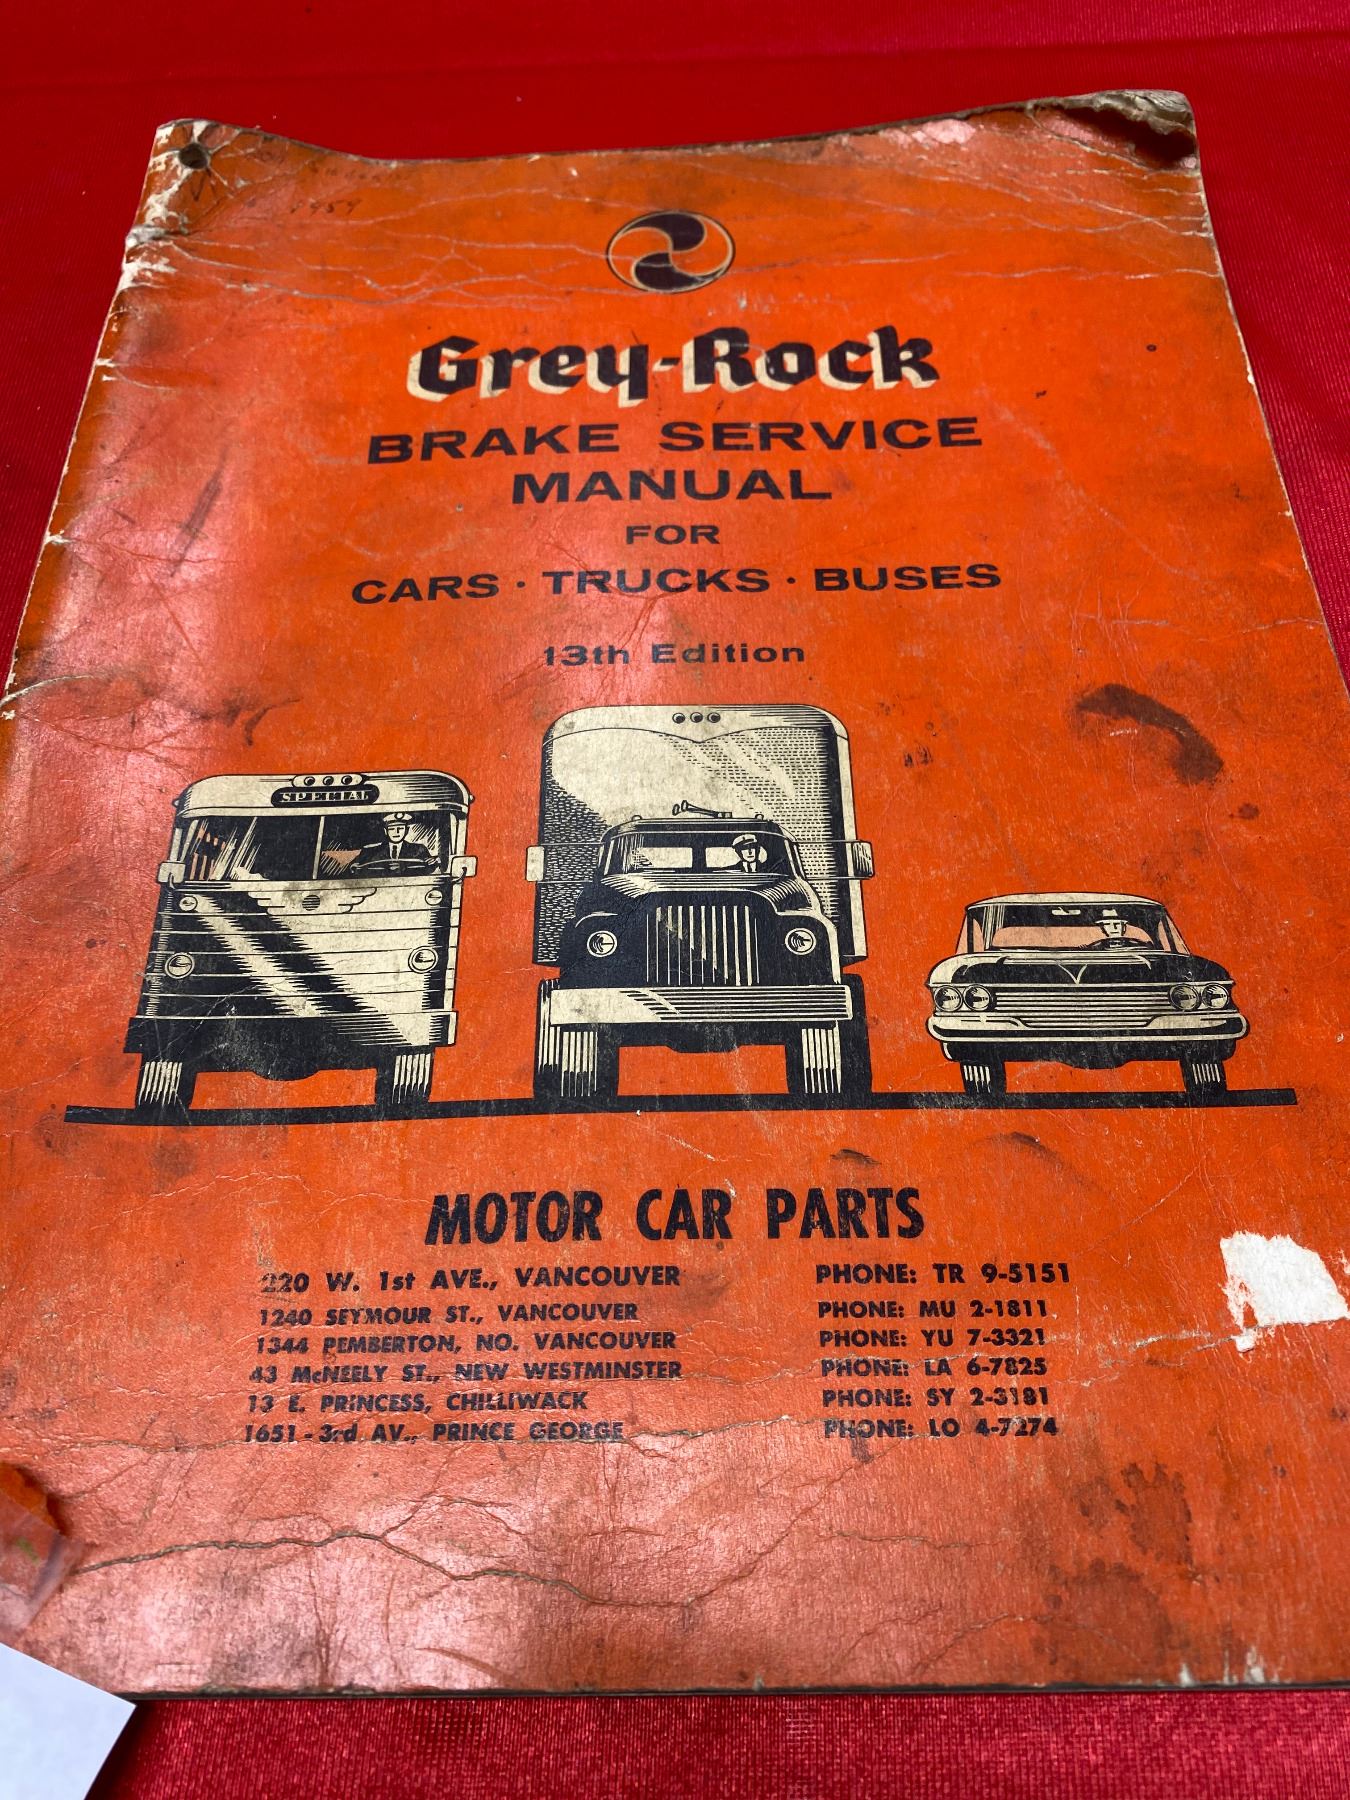 1959
Grey-Rock
BRAKE SERVICE
MANUAL
FOR
CARS · TRUCKS · BUSES
13th Edition
SPECIAL
MOTOR CAR PARTS
220 W. 1st AVE., VANCOUVER PHONE: TR 9-5151
1240 SEYMOUR ST., VANCOUVER PHONE: MU 2-1811
1344 PEMBERTON, NO. VANCOUVER PHONE: YU 7-3321
43 McNEELY ST., NEW WESTMINSTER PHONE: LA 6-7825
13 E. PRINCESS, CHILLIWACK PHONE: SY 2-3181
1651 - 3rd AV., PRINCE GEORGE PHONE: LO 4-7274